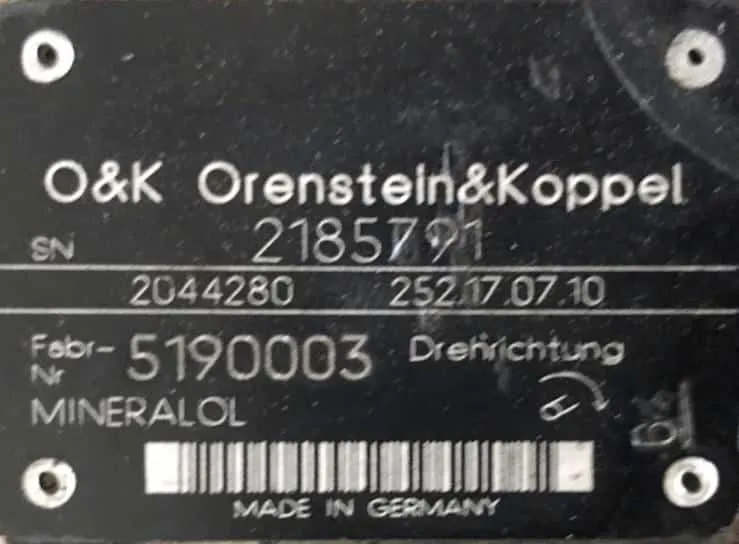 O&K Orenstein&Koppel
SN 2185791
2044280 252.17.07.10
Fabr-Nr 5190003 Drehrichtung
MINERALOL
MADE IN GERMANY